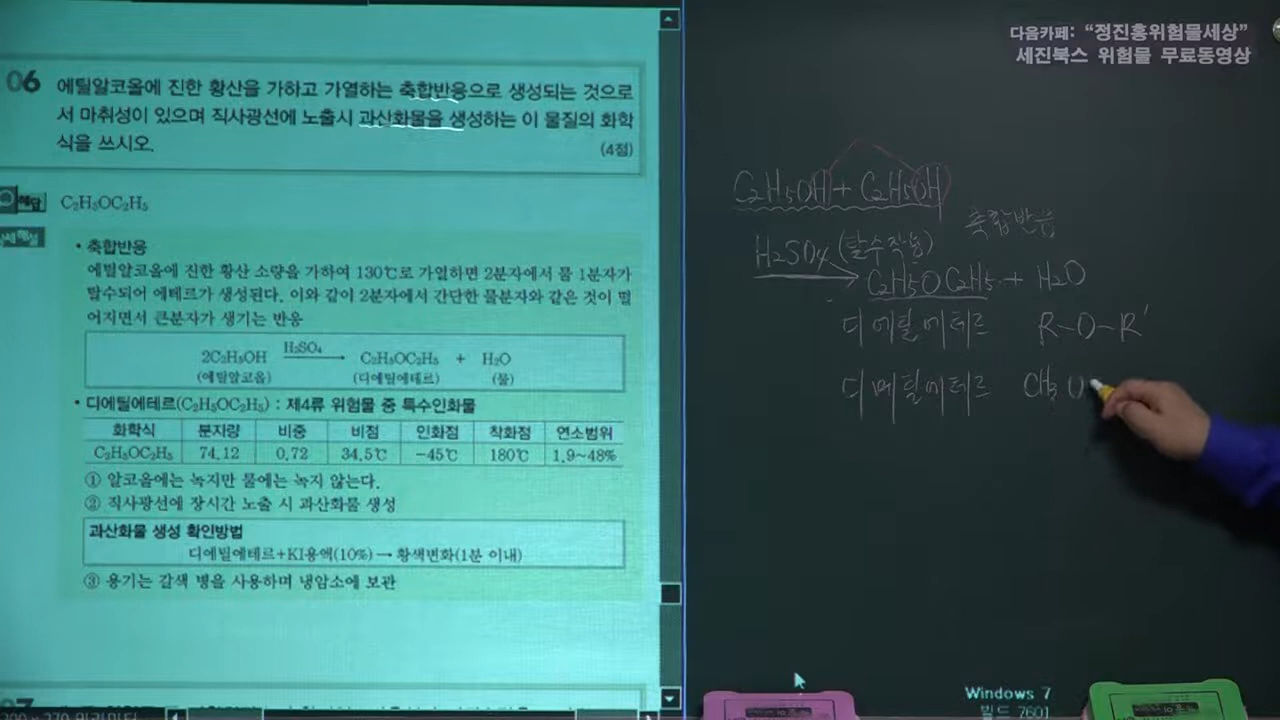 06 에틸알코올에 진한 황산을 가하고 가열하는 축합반응으로 생성되는 것으로
서 마취성이 있으며 직사광선에 노출시 과산화물을 생성하는 이 물질의 화학
식을 쓰시오.
(4점)
해답 C₂H₅OC₂H₅
• 축합반응
에틸알코올에 진한 황산 소량을 가하여 130℃로 가열하면 2분자에서 물 1분자가
탈수되어 에테르가 생성된다. 이와 같이 2분자에서 간단한 물분자와 같은 것이 떨
어지면서 큰분자가 생기는 반응
2C₂H₅OH H₂SO₄ → C₂H₅OC₂H₅ + H₂O
(에틸알코올) (디에틸에테르) (물)
• 디에틸에테르(C₂H₅OC₂H₅) : 제4류 위험물 중 특수인화물
화학식 분자량 비중 비점 인화점 착화점 연소범위
C₂H₅OC₂H₅ 74.12 0.72 34.5℃ -45℃ 180℃ 1.9~48%
① 알코올에는 녹지만 물에는 녹지 않는다.
② 직사광선에 장시간 노출 시 과산화물 생성
과산화물 생성 확인방법
디에틸에테르+KI용액(10%) → 황색변화(1분 이내)
③ 용기는 갈색 병을 사용하며 냉암소에 보관
다음카페: “정진홍위험물세상”
세진북스 위험물 무료동영상
C2H5OH + C2H5OH
축합반응
H2SO4 (탈수작용)
→ C2H5OC2H5 + H2O
디에틸에테르 R-O-R'
디메틸에테르 CH3 O
Windows 7
빌드 7601